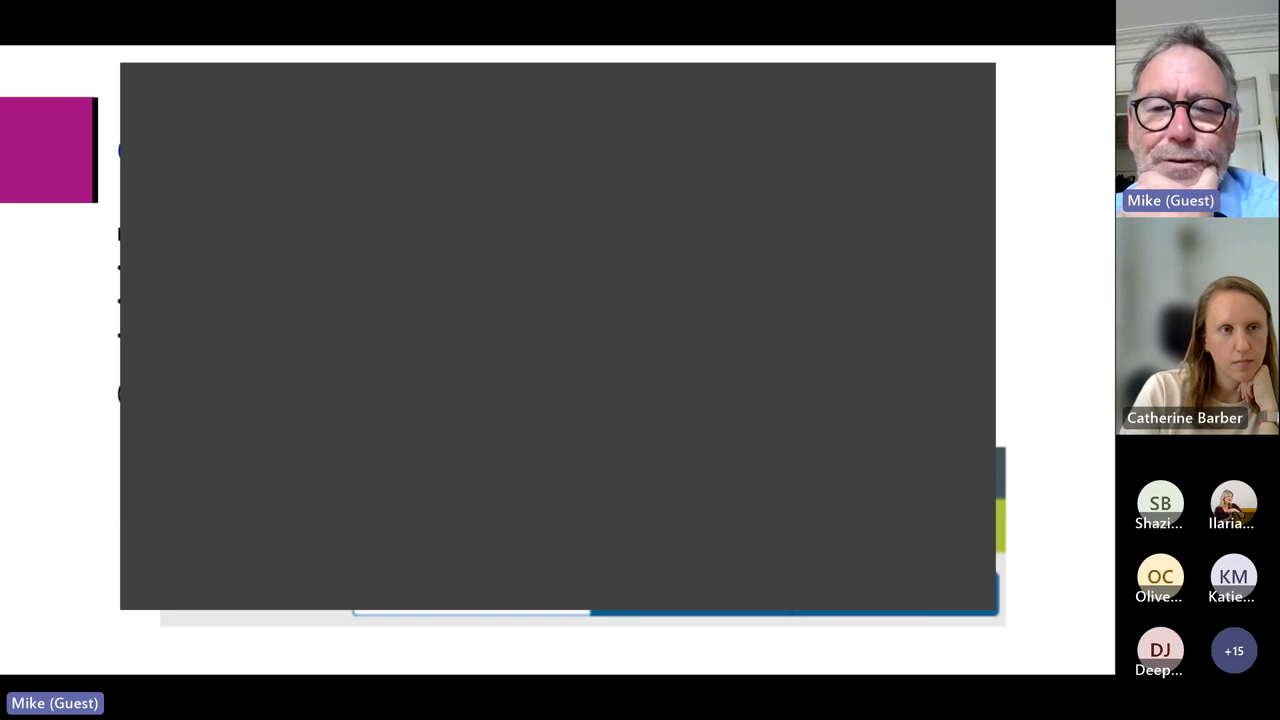 Mike (Guest)
Catherine Barber
SB
Shazi...
Ilaria...
OC
Olive...
KM
Katie...
DJ
Deep...
+15
Mike (Guest)